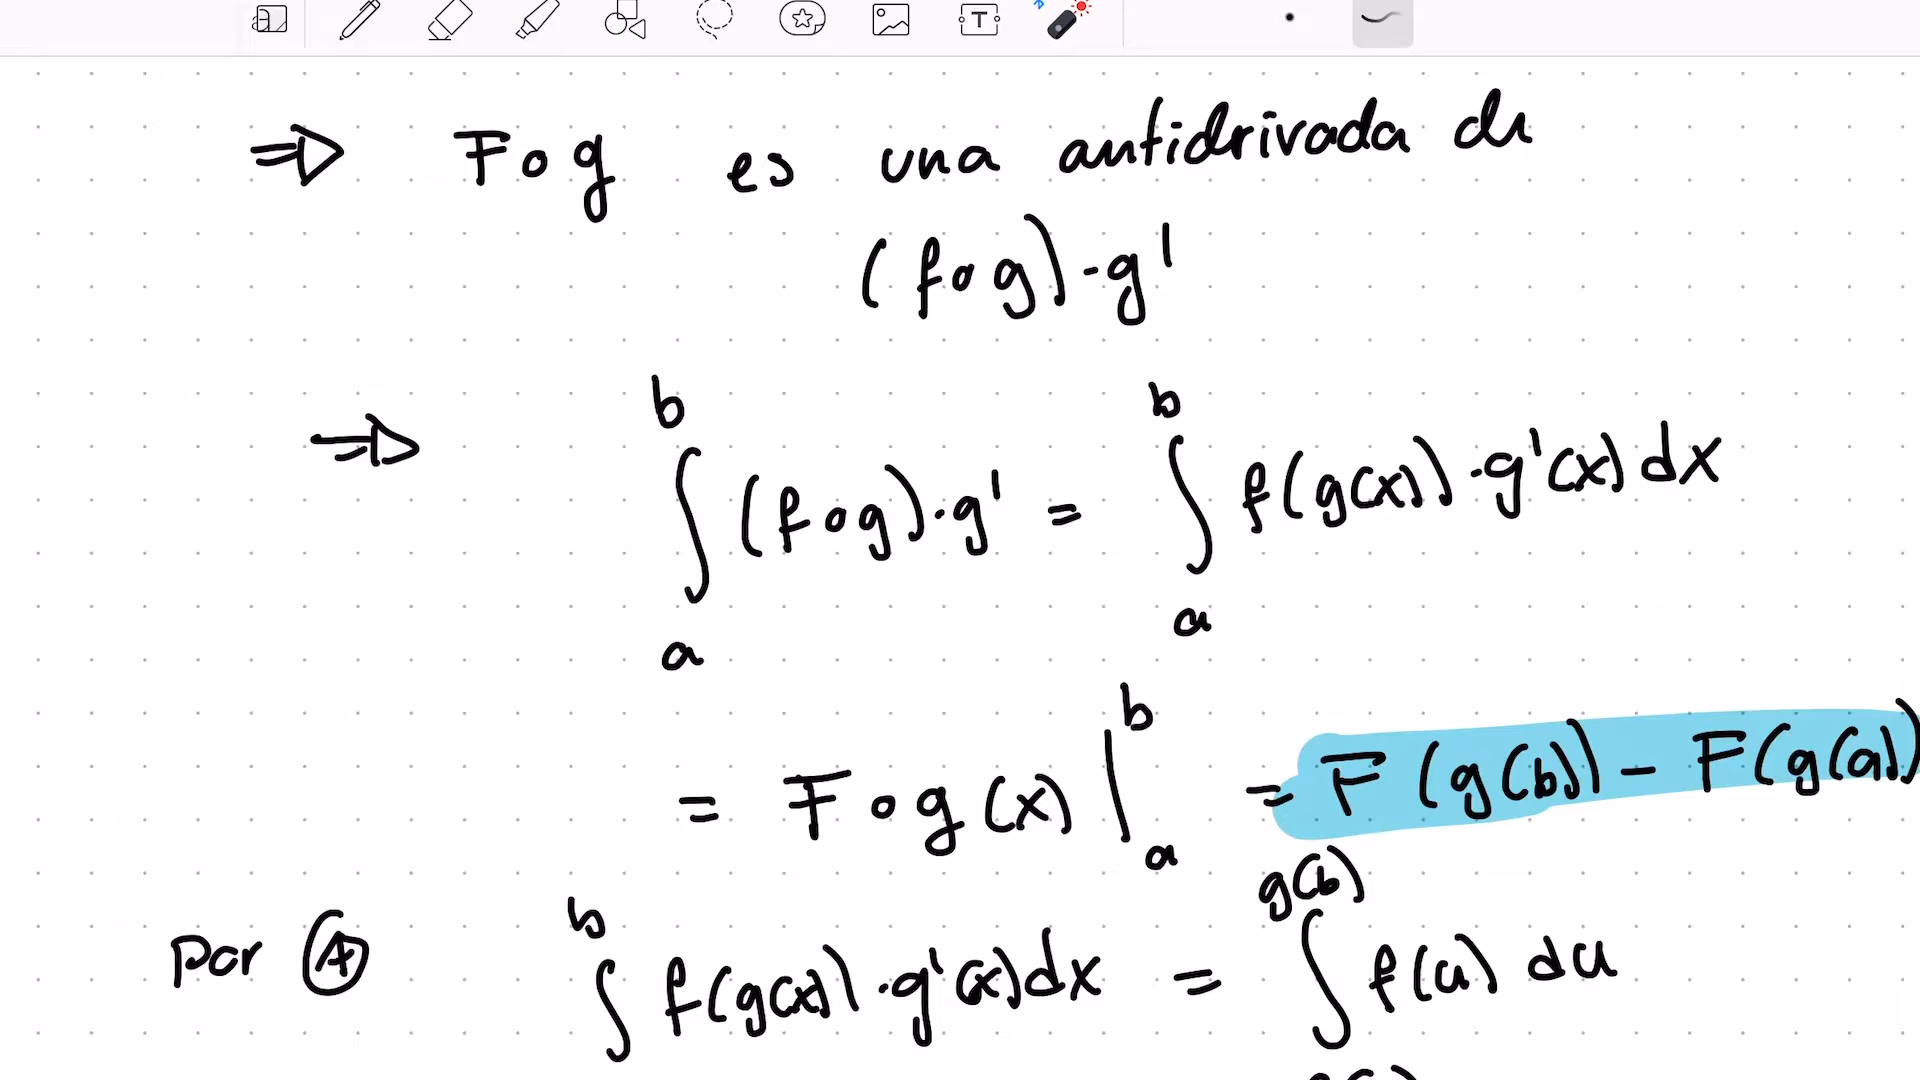 ⇒ F∘g es una antidrivada de
(f∘g)·g'
⇒ ∫_a^b (f∘g)·g' = ∫_a^b f(g(x))·g'(x)dx
= F∘g(x) |_a^b = F(g(b)) - F(g(a))
Por Ⓐ ∫^b f(g(x))·g'(x)dx = ∫^{g(b)} f(u) du